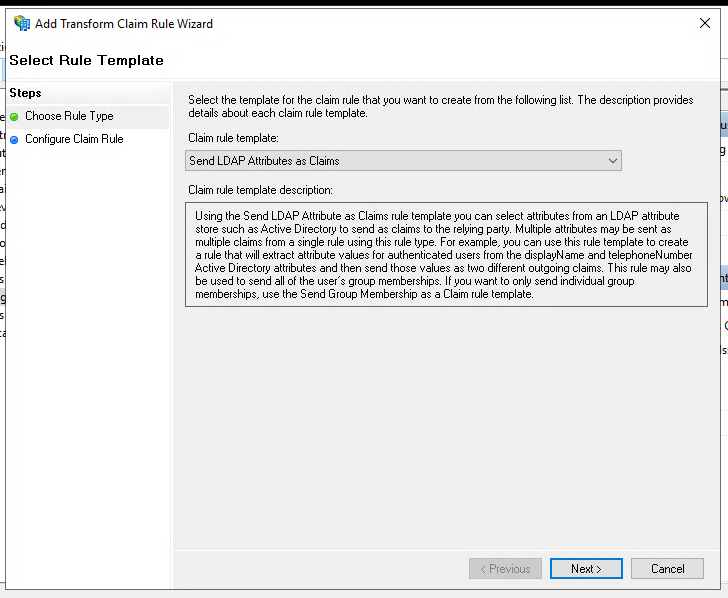 Add Transform Claim Rule Wizard
Select Rule Template
Steps
Choose Rule Type
Configure Claim Rule
Select the template for the claim rule that you want to create from the following list. The description provides
details about each claim rule template.
Claim rule template:
Send LDAP Attributes as Claims
Claim rule template description:
Using the Send LDAP Attribute as Claims rule template you can select attributes from an LDAP attribute
store such as Active Directory to send as claims to the relying party. Multiple attributes may be sent as
multiple claims from a single rule using this rule type. For example, you can use this rule template to create
a rule that will extract attribute values for authenticated users from the displayName and telephoneNumber
Active Directory attributes and then send those values as two different outgoing claims. This rule may also
be used to send all of the user's group memberships. If you want to only send individual group
memberships, use the Send Group Membership as a Claim rule template.
< Previous
Next >
Cancel